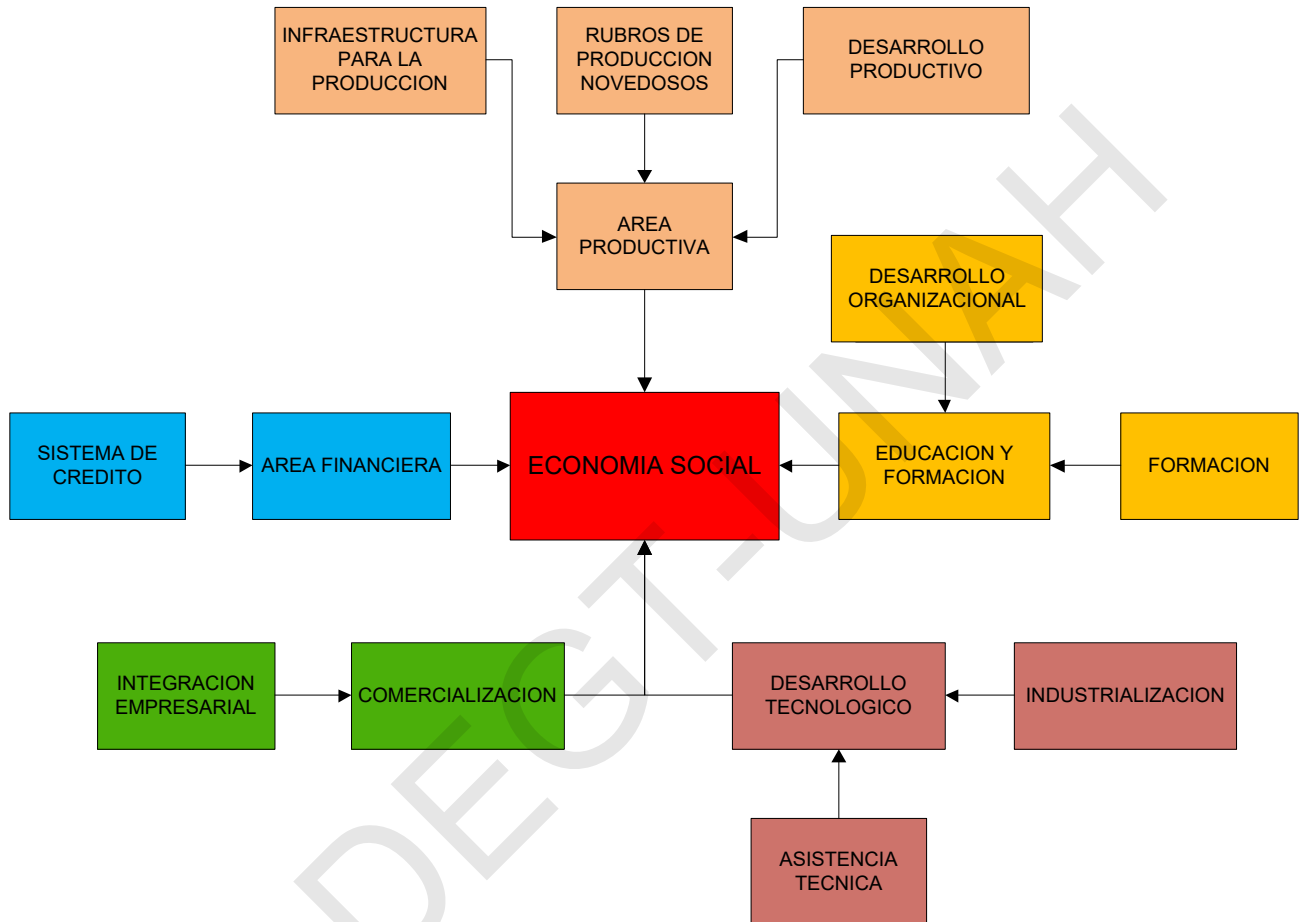 INFRAESTRUCTURA
PARA LA
PRODUCCION
RUBROS DE
PRODUCCION
NOVEDOSOS
DESARROLLO
PRODUCTIVO
AREA
PRODUCTIVA
DESARROLLO
ORGANIZACIONAL
SISTEMA DE
CREDITO
AREA FINANCIERA
ECONOMIA SOCIAL
EDUCACION Y
FORMACION
FORMACION
INTEGRACION
EMPRESARIAL
COMERCIALIZACION
DESARROLLO
TECNOLOGICO
INDUSTRIALIZACION
ASISTENCIA
TECNICA
DEGT-UNAH